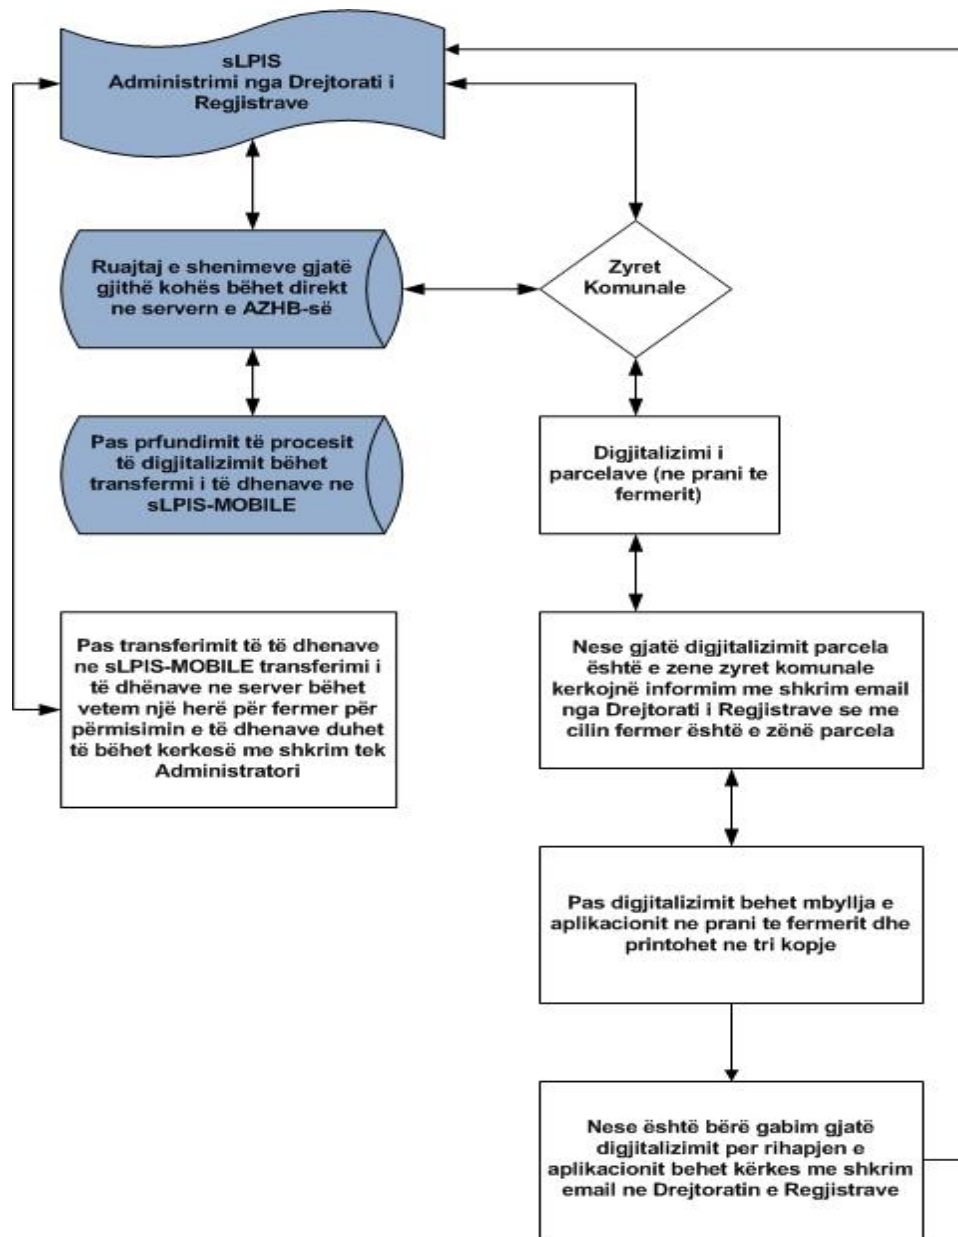 sLPIS
Administrimi nga Drejtorati i
Regjistrave
Ruajtaj e shenimeve gjatë
gjithë kohës bëhet direkt
ne servern e AZHB-së
Zyret
Komunale
Pas prfundimit të procesit
të digjitalizimit bëhet
transfermi i të dhenave ne
sLPIS-MOBILE
Digjitalizimi i
parcelave (ne prani te
fermerit)
Pas transferimit të të dhenave
ne sLPIS-MOBILE transferimi i
të dhënave ne server bëhet
vetem një herë për fermer për
përmisimin e të dhenave duhet
të bëhet kerkesë me shkrim tek
Administratori
Nese gjatë digjitalizimit parcela
është e zene zyret komunale
kerkojnë informim me shkrim email
nga Drejtorati i Regjistrave se me
cilin fermer është e zënë parcela
Pas digjitalizimit behet mbyllja e
aplikacionit ne prani te fermerit dhe
printohet ne tri kopje
Nese është bërë gabim gjatë
digjitalizimit per rihapjen e
aplikacionit behet kërkes me shkrim
email ne Drejtoratin e Regjistrave